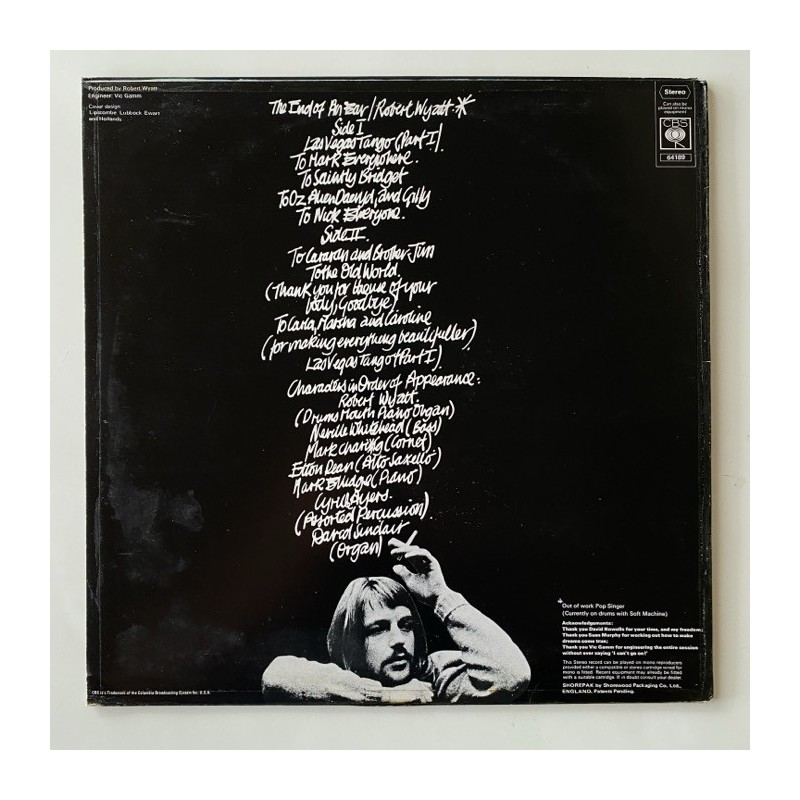 Produced by Robert Wyatt
Engineer: Vic Gamm
Cover design:
Lipscombe Lubbock Ewart
and Hollands
The End of An Ear/Robert Wyatt *
Side I
Las Vegas Tango (Part I).
To Mark Everywhere.
To Saintly Bridget
To Oz Alien Daevyd, and Gilly
To Nick Everyone.
Side II.
To Caravan and Brother Jim
To the Old World.
(Thank you for the use of your
body, Goodbye)
To Carla, Marsha and Caroline
(for making everything beautifuller)
Las Vegas Tango (Part I)
Characters in Order of Appearance:
Robert Wyatt.
(Drums Mouth Piano Organ)
Neville Whitehead (Bass)
Mark Charig (Cornet)
Elton Dean (Alto Saxello)
Mark Ellidge (Piano)
Cyrille Ayers.
(Assorted Percussion)
David Sinclair
(Organ)
Stereo
Can also be
played on mono
equipment
CBS
64189
* Out of work Pop Singer
(Currently on drums with Soft Machine)
Acknowledgements:
Thank you David Howells for your time, and my freedom;
Thank you Sean Murphy for working out how to make
dreams come true;
Thank you Vic Gamm for engineering the entire session
without ever saying "I can't go on!"
This Stereo record can be played on mono reproducers
provided either a compatible or stereo cartridge wired for
mono is fitted. Recent equipment may already be fitted
with a suitable cartridge. If in doubt consult your dealer.
SHOREPAK by Shorewood Packaging Co. Ltd.,
ENGLAND. Patents Pending.
CBS is a Trademark of the Columbia Broadcasting System Inc U.S.A.